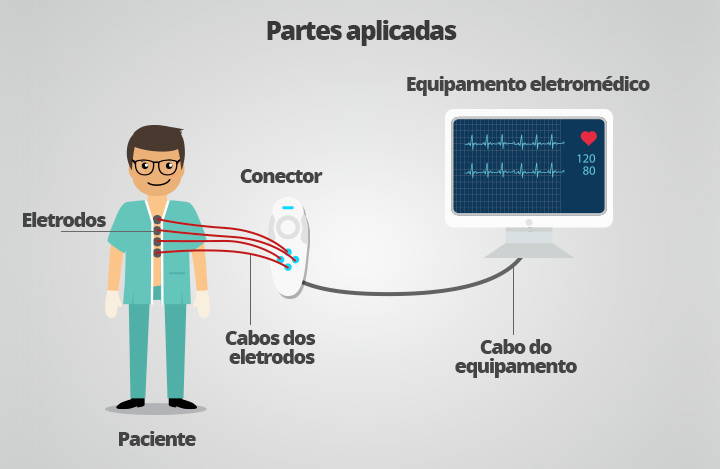 Partes aplicadas
Equipamento eletromédico
120
80
Conector
Eletrodos
Cabos dos
eletrodos
Cabo do
equipamento
Paciente